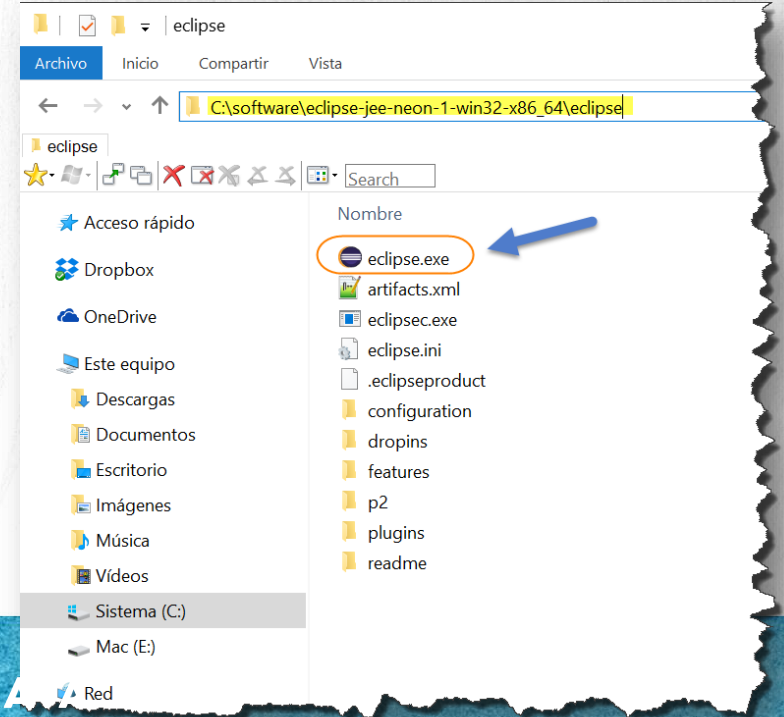 eclipse
Archivo Inicio Compartir Vista
C:\software\eclipse-jee-neon-1-win32-x86_64\eclipse
eclipse
Search
Acceso rápido
Dropbox
OneDrive
Este equipo
Descargas
Documentos
Escritorio
Imágenes
Música
Vídeos
Sistema (C:)
Mac (E:)
Red
Nombre
eclipse.exe
artifacts.xml
eclipsec.exe
eclipse.ini
.eclipseproduct
configuration
dropins
features
p2
plugins
readme